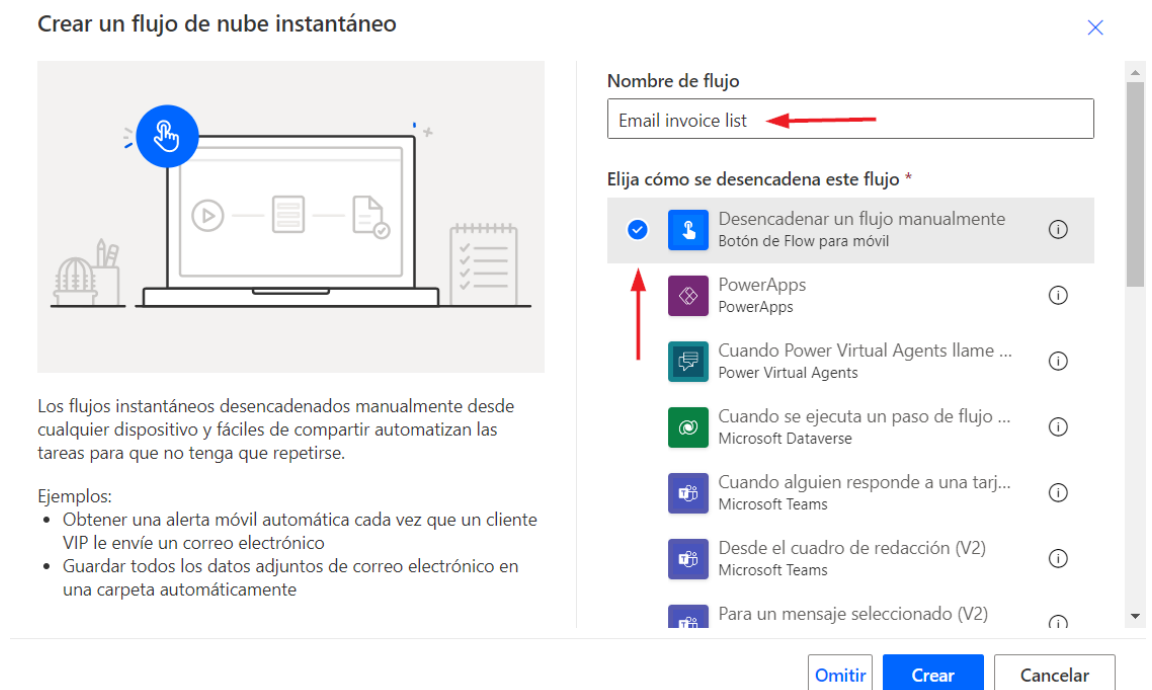 Crear un flujo de nube instantáneo
Los flujos instantáneos desencadenados manualmente desde
cualquier dispositivo y fáciles de compartir automatizan las
tareas para que no tenga que repetirse.
Ejemplos:
• Obtener una alerta móvil automática cada vez que un cliente
VIP le envíe un correo electrónico
• Guardar todos los datos adjuntos de correo electrónico en
una carpeta automáticamente
Nombre de flujo
Email invoice list
Elija cómo se desencadena este flujo *
Desencadenar un flujo manualmente
Botón de Flow para móvil
PowerApps
PowerApps
Cuando Power Virtual Agents llame ...
Power Virtual Agents
Cuando se ejecuta un paso de flujo ...
Microsoft Dataverse
Cuando alguien responde a una tarj...
Microsoft Teams
Desde el cuadro de redacción (V2)
Microsoft Teams
Para un mensaje seleccionado (V2)
Omitir
Crear
Cancelar